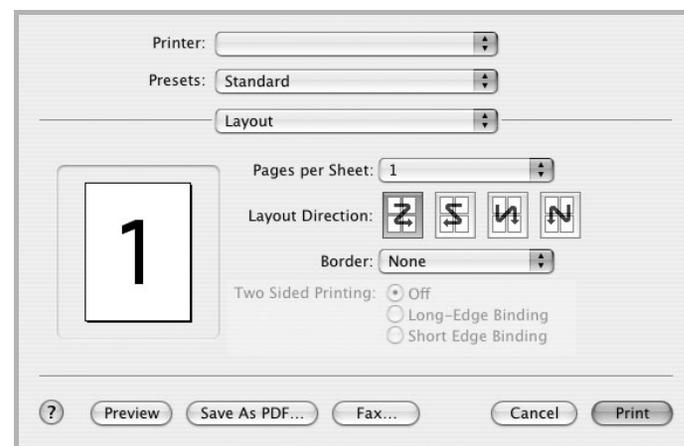 Printer:
Presets: Standard
Layout
Pages per Sheet: 1
1
Layout Direction:
Border: None
Two Sided Printing: Off
Long-Edge Binding
Short Edge Binding
? Preview Save As PDF... Fax... Cancel Print